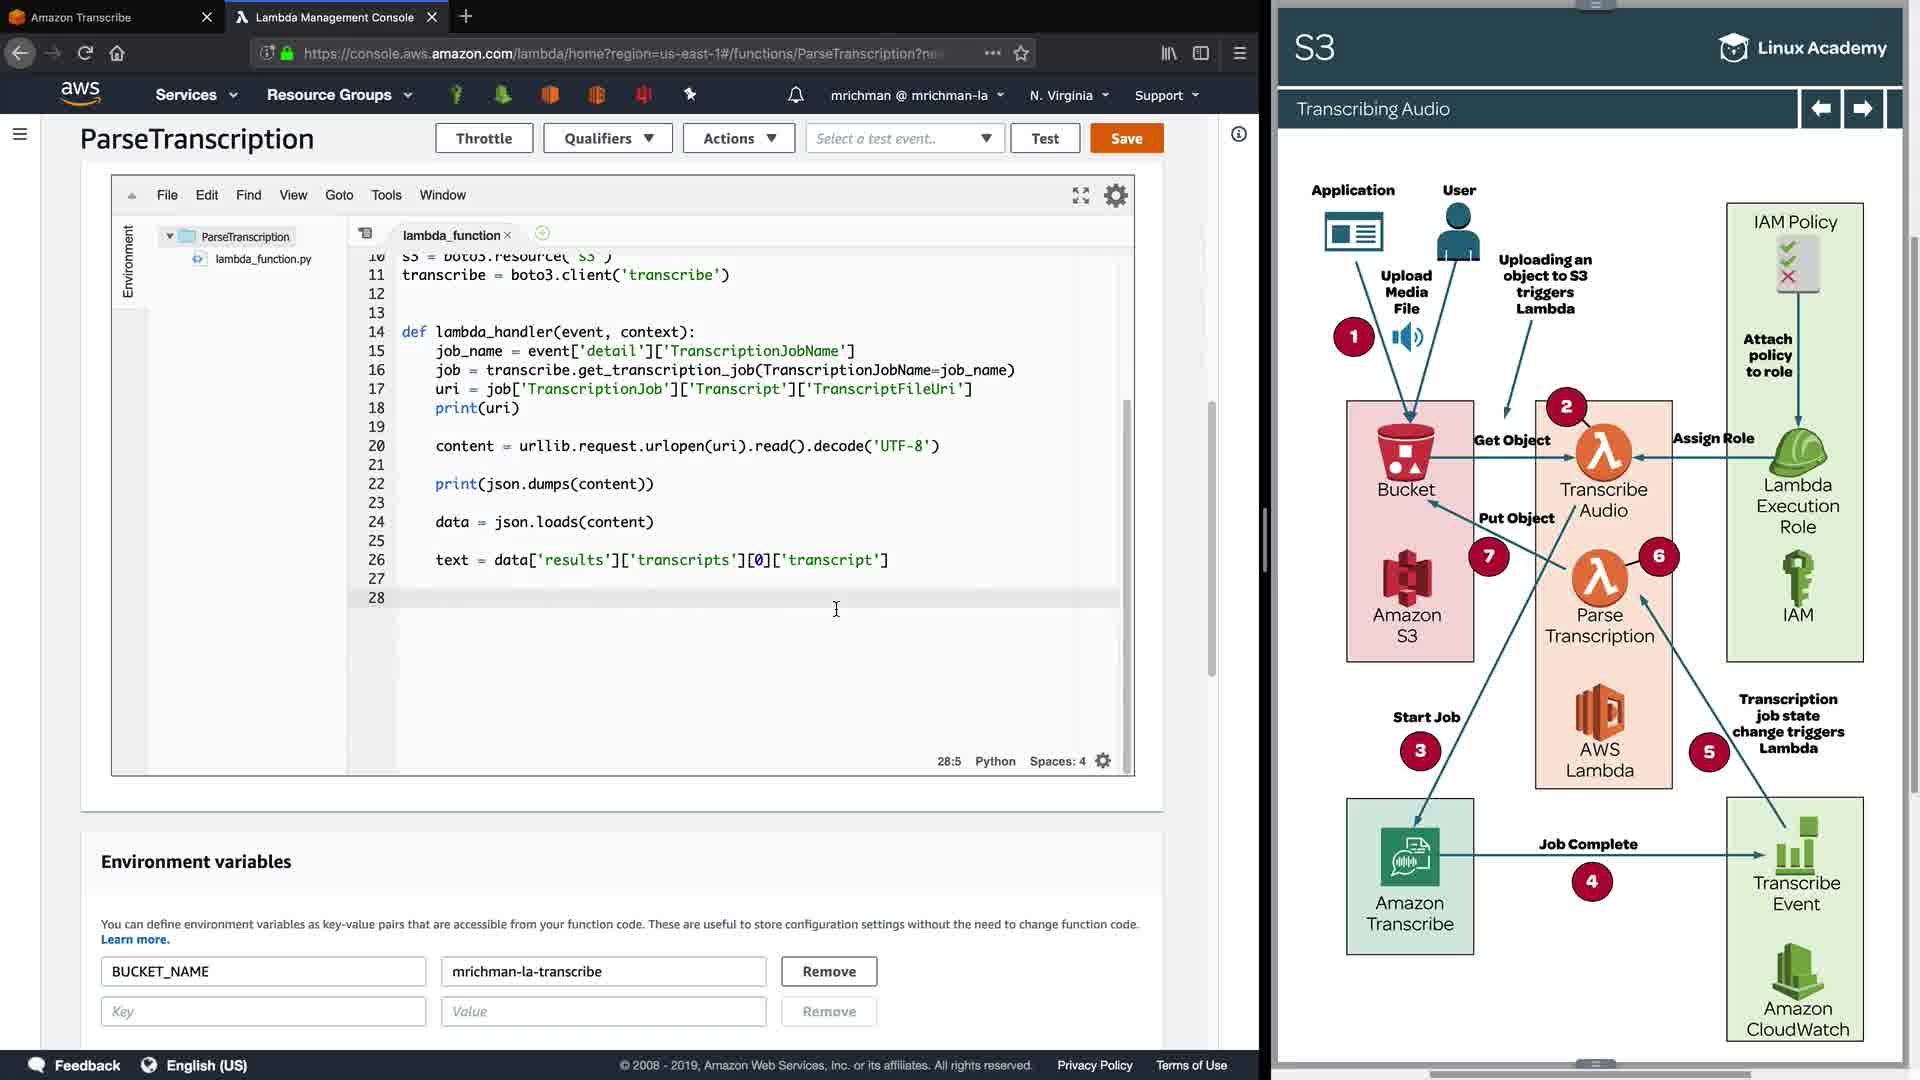 Amazon Transcribe
Lambda Management Console
https://console.aws.amazon.com/lambda/home?region=us-east-1#/functions/ParseTranscription?
aws
Services
Resource Groups
mrichman @ mrichman-la
N. Virginia
Support
ParseTranscription
Throttle
Qualifiers
Actions
Select a test event..
Test
Save
File Edit Find View Goto Tools Window
Environment
ParseTranscription
lambda_function.py
lambda_function
10 s3 = boto3.resource('s3')
11 transcribe = boto3.client('transcribe')
12
13
14 def lambda_handler(event, context):
15 job_name = event['detail']['TranscriptionJobName']
16 job = transcribe.get_transcription_job(TranscriptionJobName=job_name)
17 uri = job['TranscriptionJob']['Transcript']['TranscriptFileUri']
18 print(uri)
19
20 content = urllib.request.urlopen(uri).read().decode('UTF-8')
21
22 print(json.dumps(content))
23
24 data = json.loads(content)
25
26 text = data['results']['transcripts'][0]['transcript']
27
28
28:5 Python Spaces: 4
Environment variables
You can define environment variables as key-value pairs that are accessible from your function code. These are useful to store configuration settings without the need to change function code.
Learn more.
BUCKET_NAME
mrichman-la-transcribe
Remove
Key
Value
Remove
Feedback
English (US)
© 2008 - 2019, Amazon Web Services, Inc. or its affiliates. All rights reserved.
Privacy Policy
Terms of Use
S3
Linux Academy
Transcribing Audio
Application
User
Upload
Media
File
1
Uploading an
object to S3
triggers
Lambda
IAM Policy
Attach
policy
to role
2
Get Object
Assign Role
Bucket
Transcribe
Audio
Lambda
Execution
Role
Put Object
7
6
Amazon
S3
Parse
Transcription
IAM
Start Job
3
AWS
Lambda
5
Transcription
job state
change triggers
Lambda
Job Complete
4
Amazon
Transcribe
Transcribe
Event
Amazon
CloudWatch